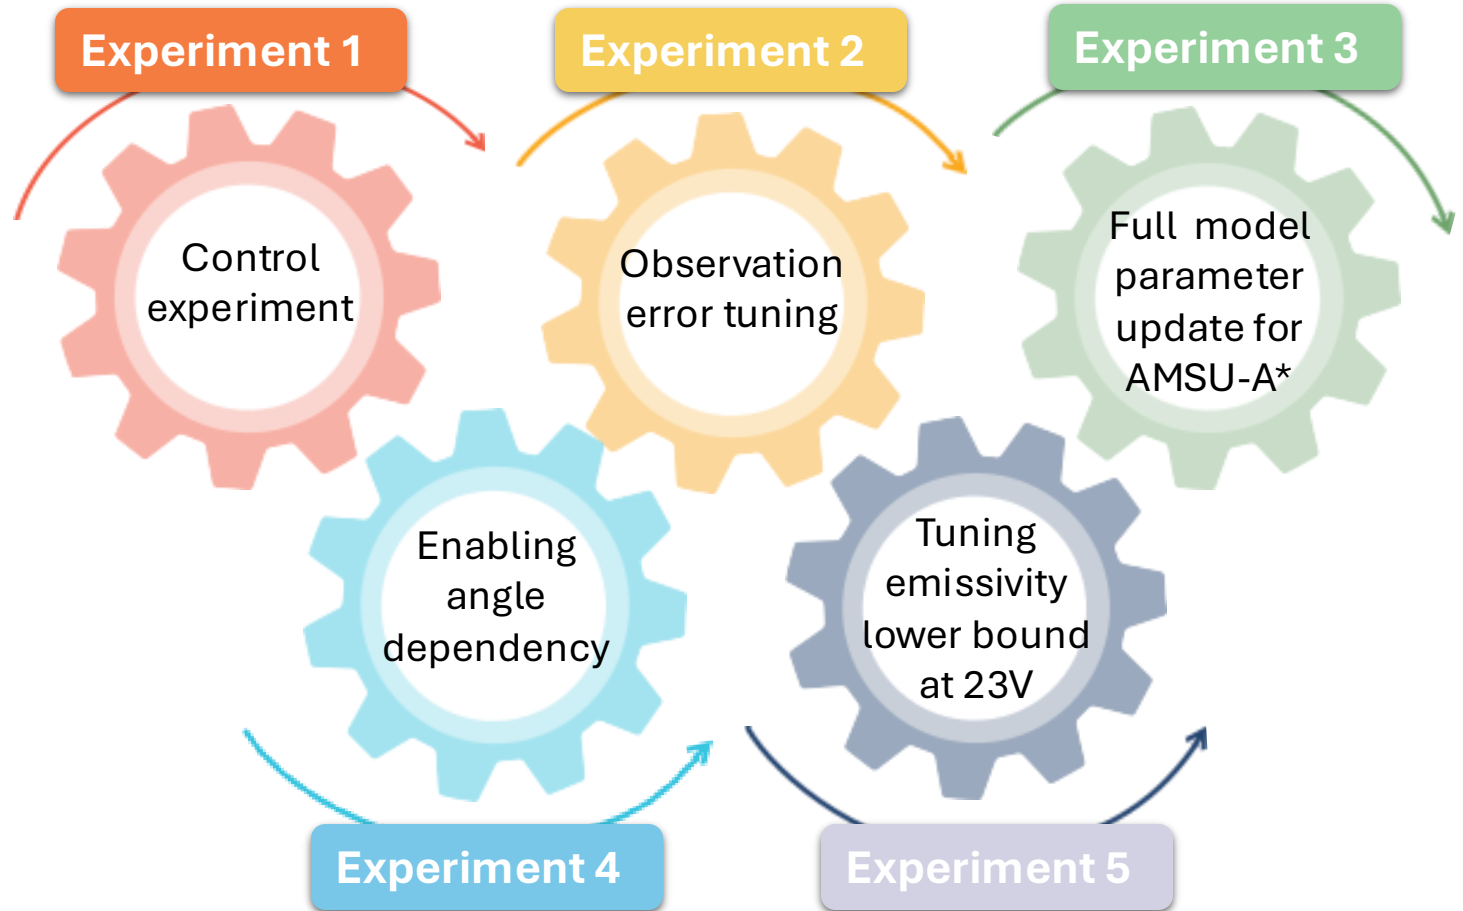 Experiment 1
Control
experiment
Experiment 2
Observation
error tuning
Experiment 3
Full model
parameter
update for
AMSU-A*
Enabling
angle
dependency
Experiment 4
Tuning
emissivity
lower bound
at 23V
Experiment 5